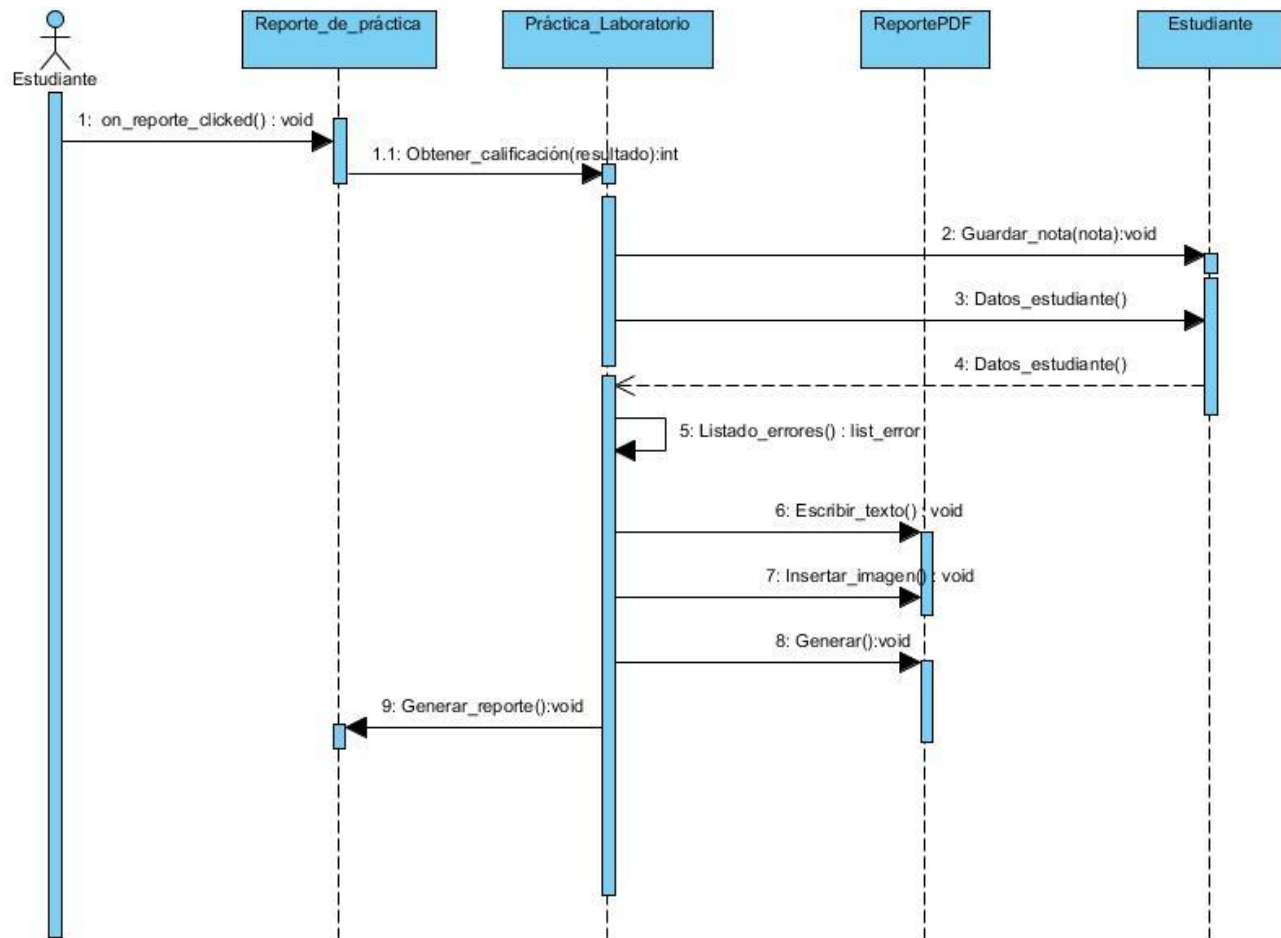 Estudiante
Reporte_de_práctica
Práctica_Laboratorio
ReportePDF
Estudiante
1: on_reporte_clicked() : void
1.1: Obtener_calificación(resultado):int
2: Guardar_nota(nota):void
3: Datos_estudiante()
4: Datos_estudiante()
5: Listado_errores() : list_error
6: Escribir_texto() : void
7: Insertar_imagen() : void
8: Generar():void
9: Generar_reporte():void